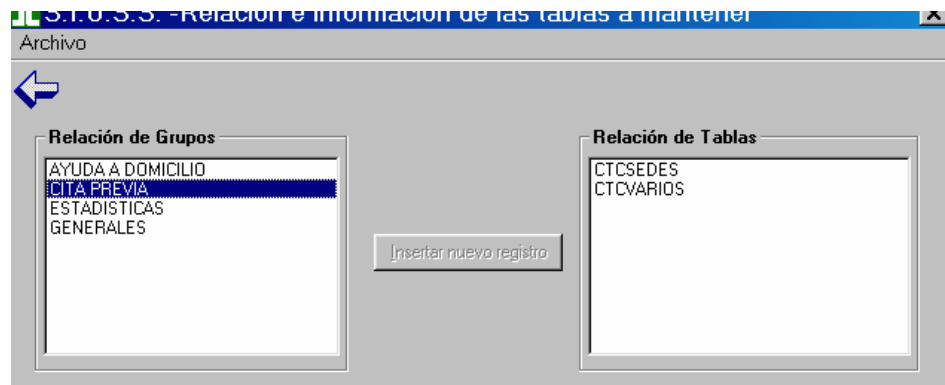 S.I.U.S.S. -Relación e información de las tablas a mantener
Archivo
Relación de Grupos
AYUDA A DOMICILIO
CITA PREVIA
ESTADISTICAS
GENERALES
Insertar nuevo registro
Relación de Tablas
CTCSEDES
CTCVARIOS